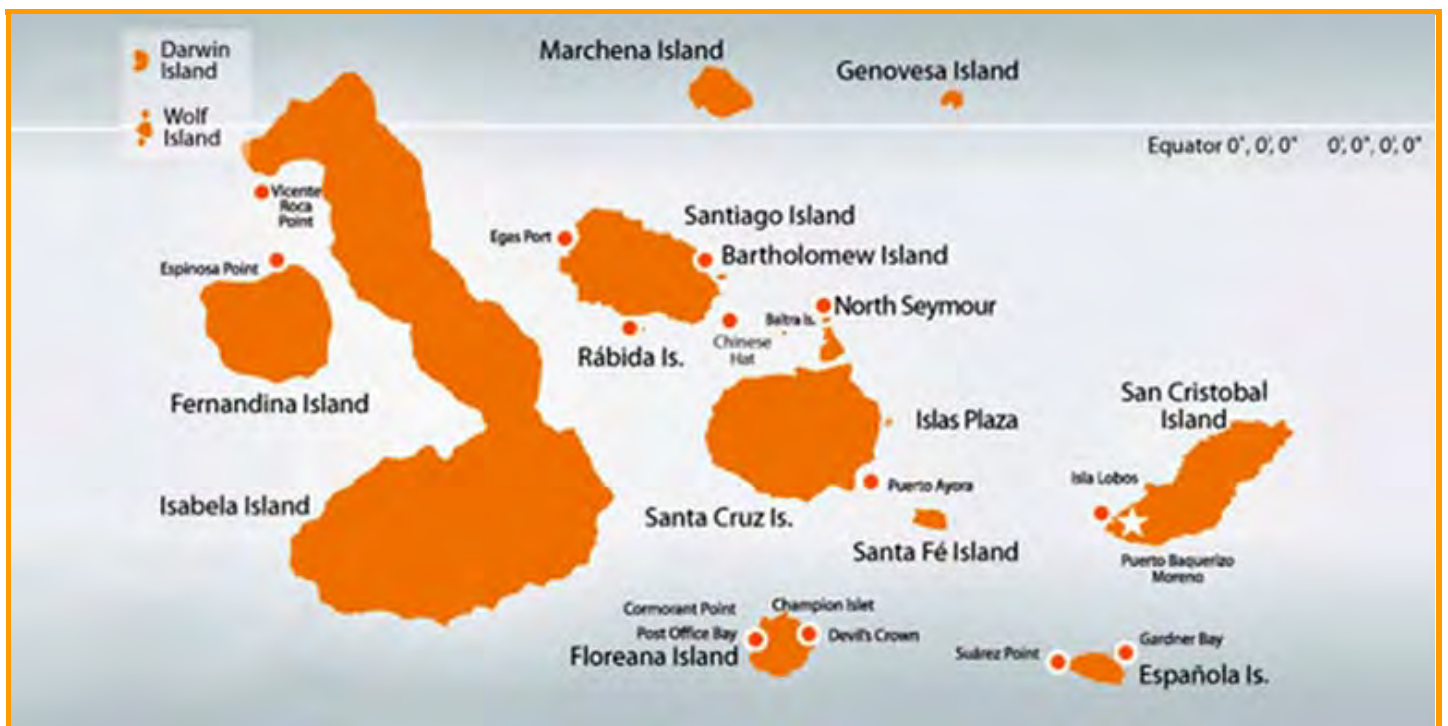 Darwin
Island
Wolf
Island
Marchena Island
Genovesa Island
Equator 0°, 0', 0" 0', 0", 0', 0"
Vicente
Roca
Point
Santiago Island
Egas Port
Bartholomew Island
Espinosa Point
North Seymour
Baltra Is.
Chinese
Hat
Rábida Is.
Fernandina Island
San Cristobal
Island
Islas Plaza
Isla Lobos
Puerto Ayora
Isabela Island
Santa Cruz Is.
Santa Fé Island
Puerto Baquerizo
Moreno
Cormorant Point
Champion Islet
Post Office Bay
Devil's Crown
Floreana Island
Suárez Point
Gardner Bay
Española Is.